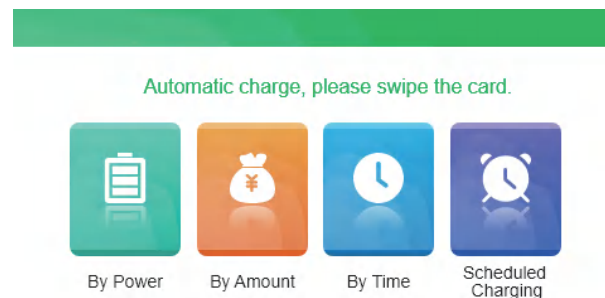 Automatic charge, please swipe the card.
¥
By Power By Amount By Time Scheduled
Charging